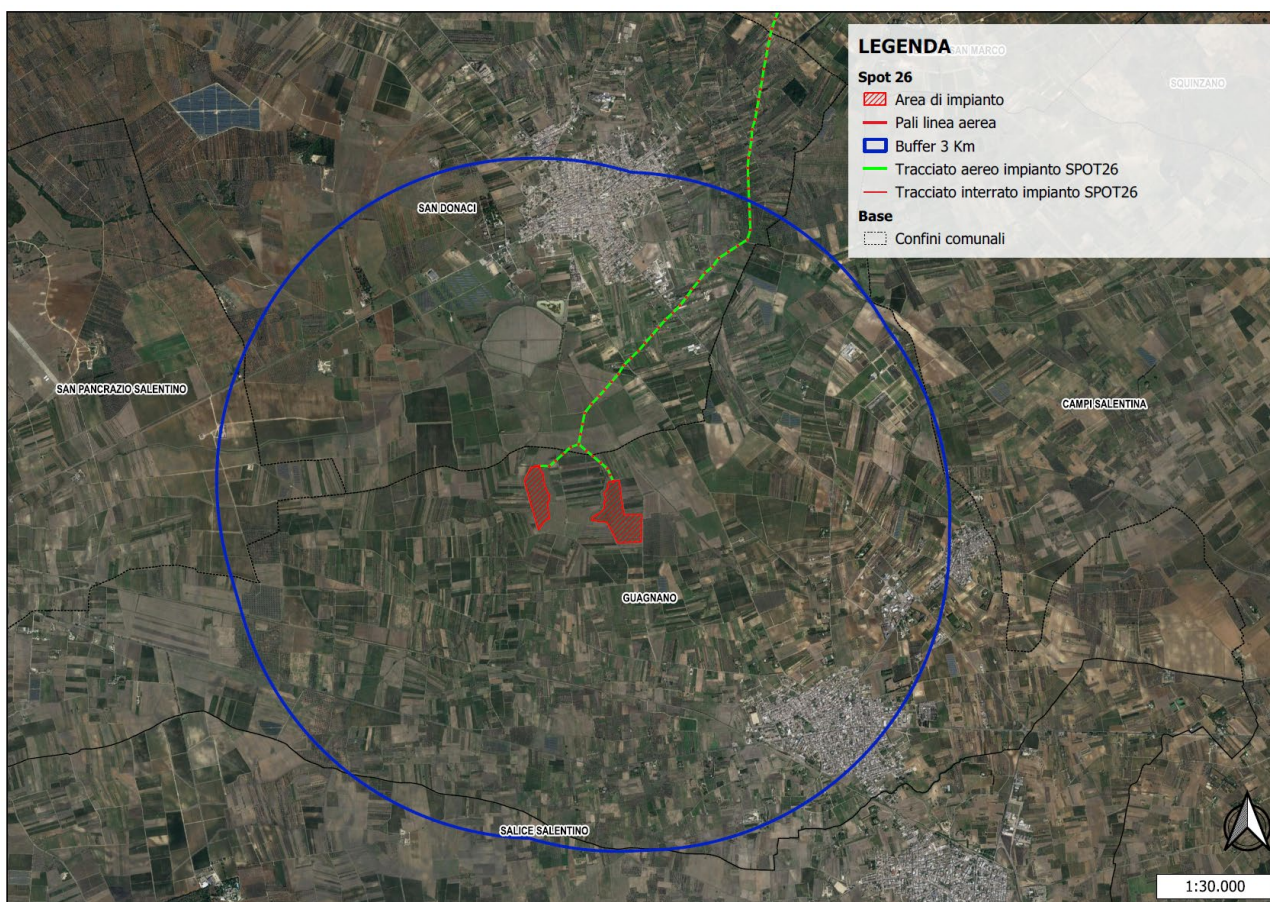 LEGENDA
Spot 26
Area di impianto
Pali linea aerea
Buffer 3 Km
Tracciato aereo impianto SPOT26
Tracciato interrato impianto SPOT26
Base
Confini comunali
SAN MARCO
SQUINZANO
SAN DONACI
SAN PANCRAZIO SALENTINO
CAMPI SALENTINA
GUAGNANO
SALICE SALENTINO
1:30.000